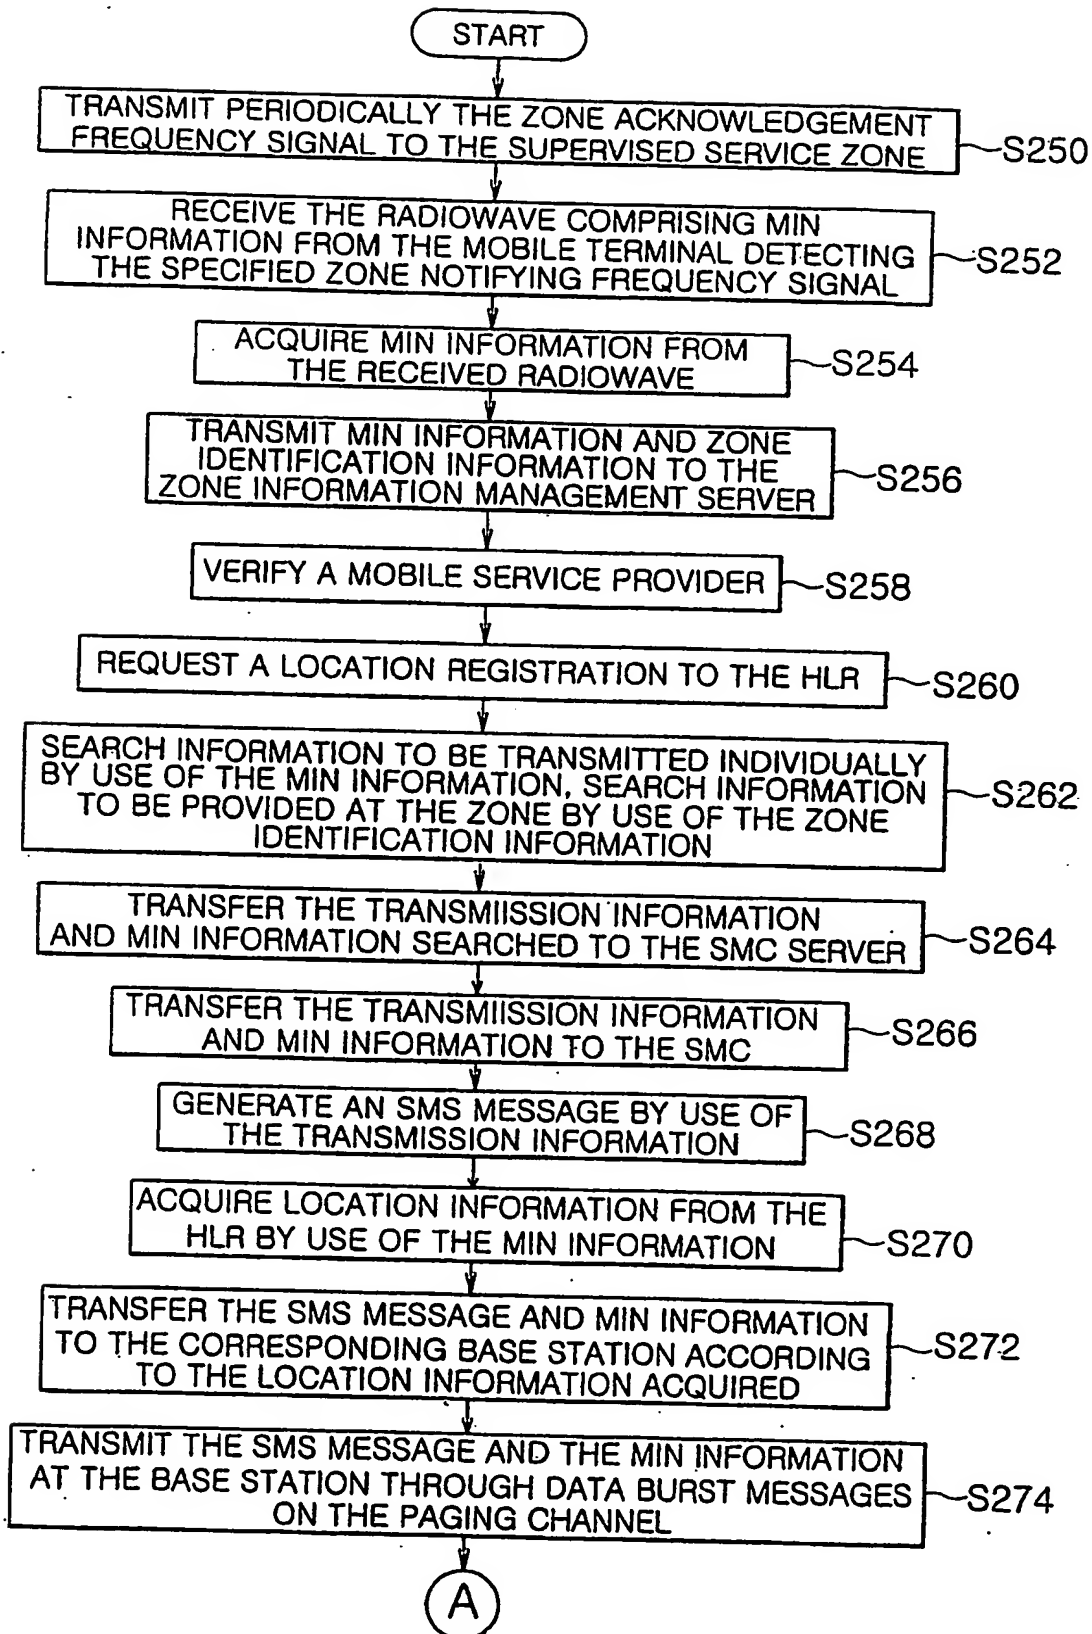 START
TRANSMIT PERIODICALLY THE ZONE ACKNOWLEDGEMENT
FREQUENCY SIGNAL TO THE SUPERVISED SERVICE ZONE
S250
RECEIVE THE RADIOWAVE COMPRISING MIN
INFORMATION FROM THE MOBILE TERMINAL DETECTING
THE SPECIFIED ZONE NOTIFYING FREQUENCY SIGNAL
S252
ACQUIRE MIN INFORMATION FROM
THE RECEIVED RADIOWAVE
S254
TRANSMIT MIN INFORMATION AND ZONE
IDENTIFICATION INFORMATION TO THE
ZONE INFORMATION MANAGEMENT SERVER
S256
VERIFY A MOBILE SERVICE PROVIDER
S258
REQUEST A LOCATION REGISTRATION TO THE HLR
S260
SEARCH INFORMATION TO BE TRANSMITTED INDIVIDUALLY
BY USE OF THE MIN INFORMATION, SEARCH INFORMATION
TO BE PROVIDED AT THE ZONE BY USE OF THE ZONE
IDENTIFICATION INFORMATION
S262
TRANSFER THE TRANSMIISSION INFORMATION
AND MIN INFORMATION SEARCHED TO THE SMC SERVER
S264
TRANSFER THE TRANSMIISSION INFORMATION
AND MIN INFORMATION TO THE SMC
S266
GENERATE AN SMS MESSAGE BY USE OF
THE TRANSMISSION INFORMATION
S268
ACQUIRE LOCATION INFORMATION FROM THE
HLR BY USE OF THE MIN INFORMATION
S270
TRANSFER THE SMS MESSAGE AND MIN INFORMATION
TO THE CORRESPONDING BASE STATION ACCORDING
TO THE LOCATION INFORMATION ACQUIRED
S272
TRANSMIT THE SMS MESSAGE AND THE MIN INFORMATION
AT THE BASE STATION THROUGH DATA BURST MESSAGES
ON THE PAGING CHANNEL
S274
A